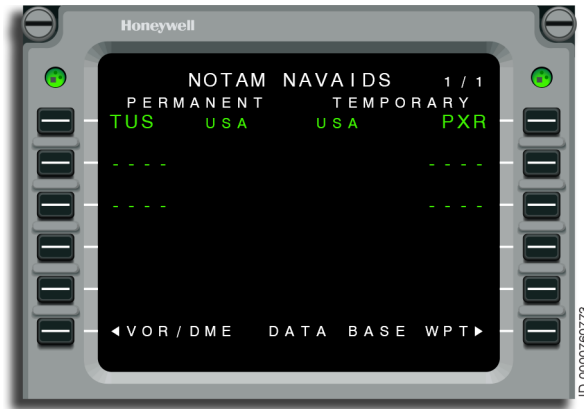 Honeywell
NOTAM NAVAIDS 1 / 1
PERMANENT TEMPORARY
TUS USA USA PXR
- - - - - - - -
- - - - - - - -
◀VOR/DME DATA BASE WPT▶